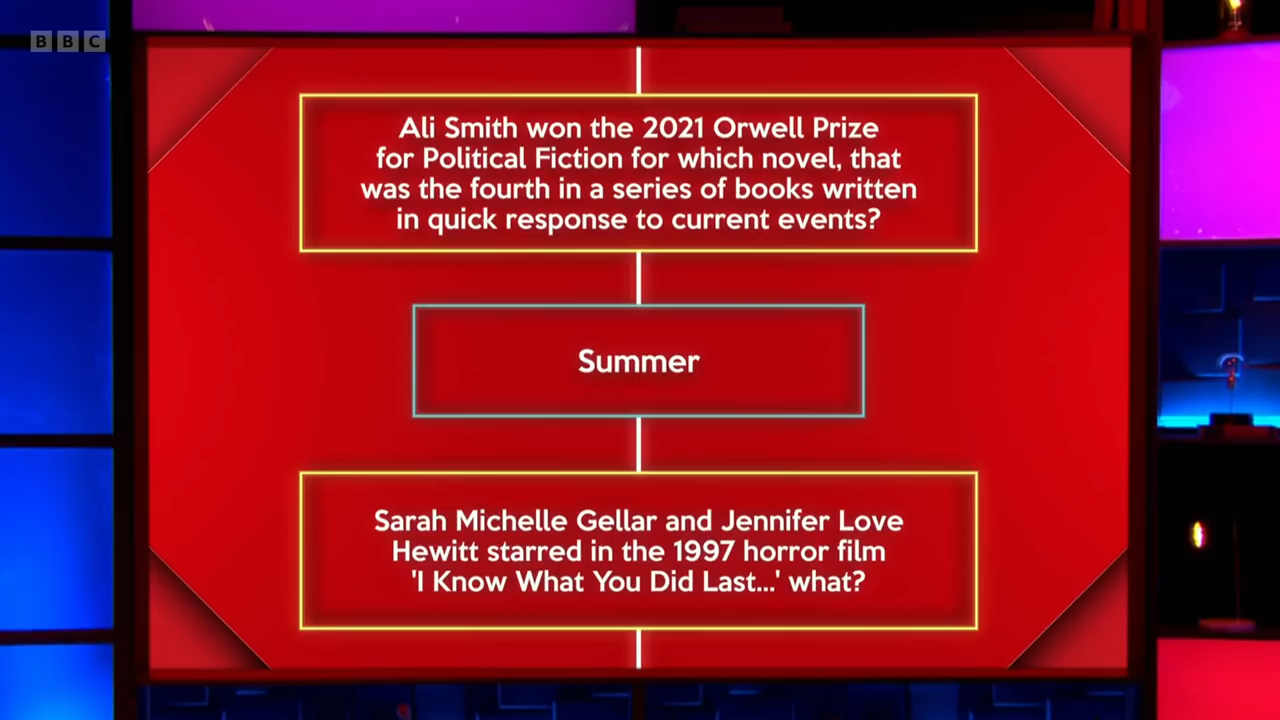 BBC
Ali Smith won the 2021 Orwell Prize
for Political Fiction for which novel, that
was the fourth in a series of books written
in quick response to current events?
Summer
Sarah Michelle Gellar and Jennifer Love
Hewitt starred in the 1997 horror film
'I Know What You Did Last...' what?